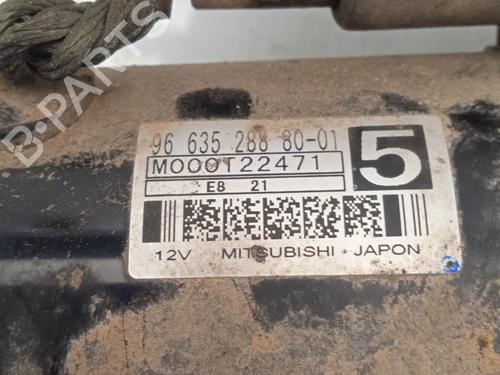 B-PARTS
96 635 288 80-01
M000T22471
5
E8 21
12V MITSUBISHI JAPON